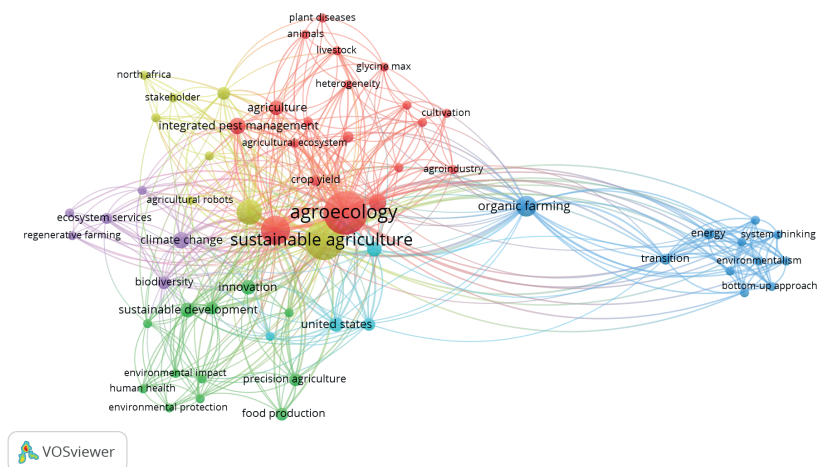 plant diseases
animals
livestock
glycine max
north africa
heterogeneity
stakeholder
agriculture
cultivation
integrated pest management
agricultural ecosystem
agroindustry
crop yield
agricultural robots
agroecology
organic farming
ecosystem services
regenerative farming
climate change
sustainable agriculture
energy
system thinking
transition
environmentalism
biodiversity
innovation
bottom-up approach
sustainable development
united states
environmental impact
precision agriculture
human health
environmental protection
food production
VOSviewer